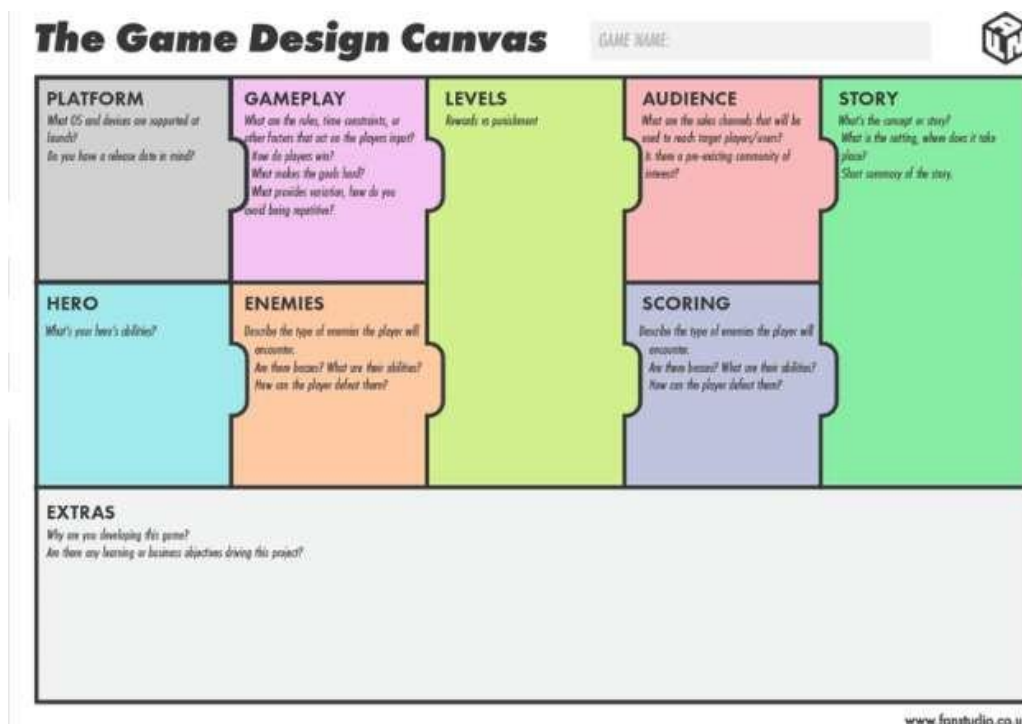 The Game Design Canvas
GAME NAME:
PLATFORM
What OS and devices are supported at
launch?
Do you have a release date in mind?
GAMEPLAY
What are the rules, time constraints, or
other factors that act on the players input?
How do players win?
What makes the goals hard?
What provides variation, how do you
avoid being repetitive?
LEVELS
Rewards vs punishment
AUDIENCE
What are the sales channels that will be
used to reach target players/users?
Is there a pre-existing community of
interest?
STORY
What's the concept or story?
What is the setting, where does it take
place?
Short summary of the story.
HERO
What's your hero's abilities?
ENEMIES
Describe the type of enemies the player will
encounter.
Are there bosses? What are their abilities?
How can the player defeat them?
SCORING
Describe the type of enemies the player will
encounter.
Are there bosses? What are their abilities?
How can the player defeat them?
EXTRAS
Why are you developing this game?
Are there any learning or business objectives driving this project?
www.fanstudio.co.u